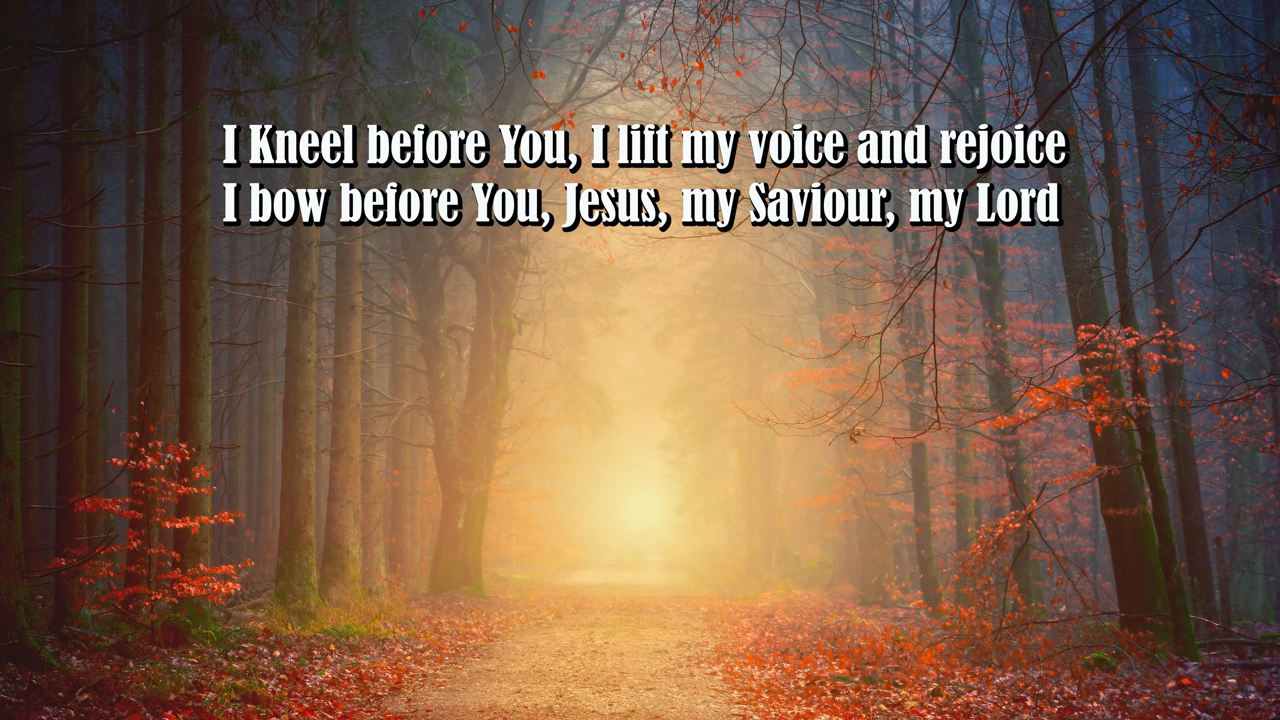 I Kneel before You, I lift my voice and rejoice
I bow before You, Jesus, my Saviour, my Lord